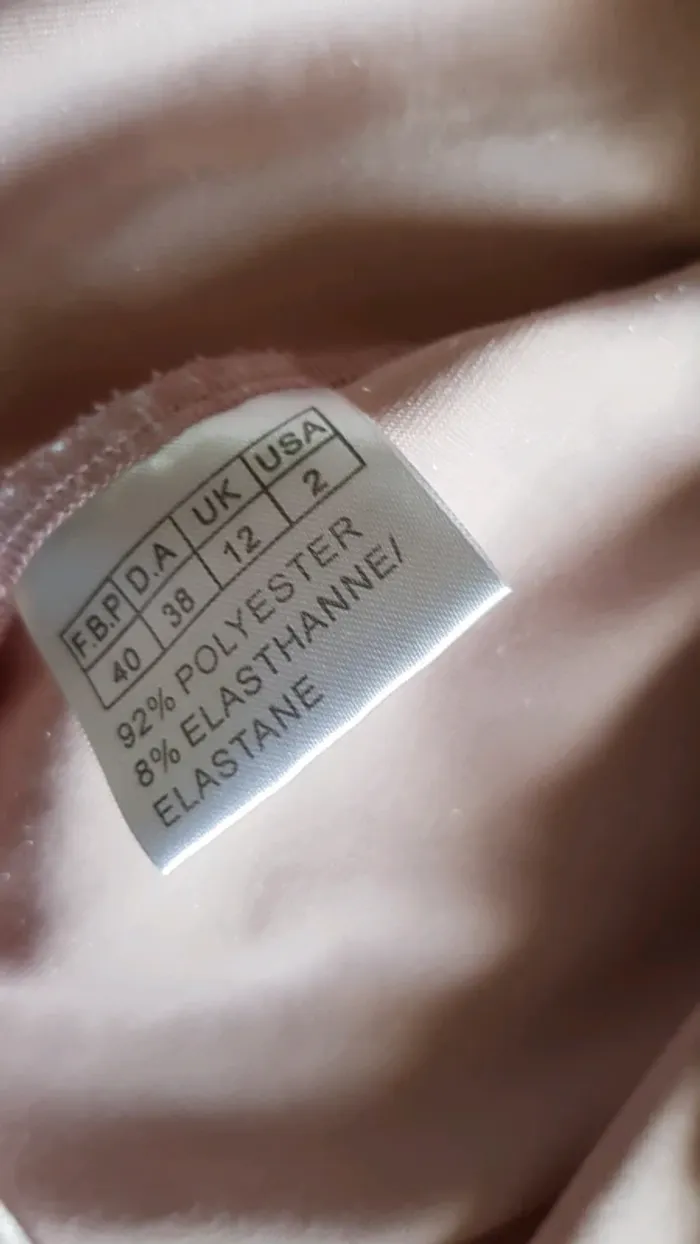 F.B.P D.A UK USA
40 38 12 2
92% POLYESTER
8% ELASTHANNE/
ELASTANE